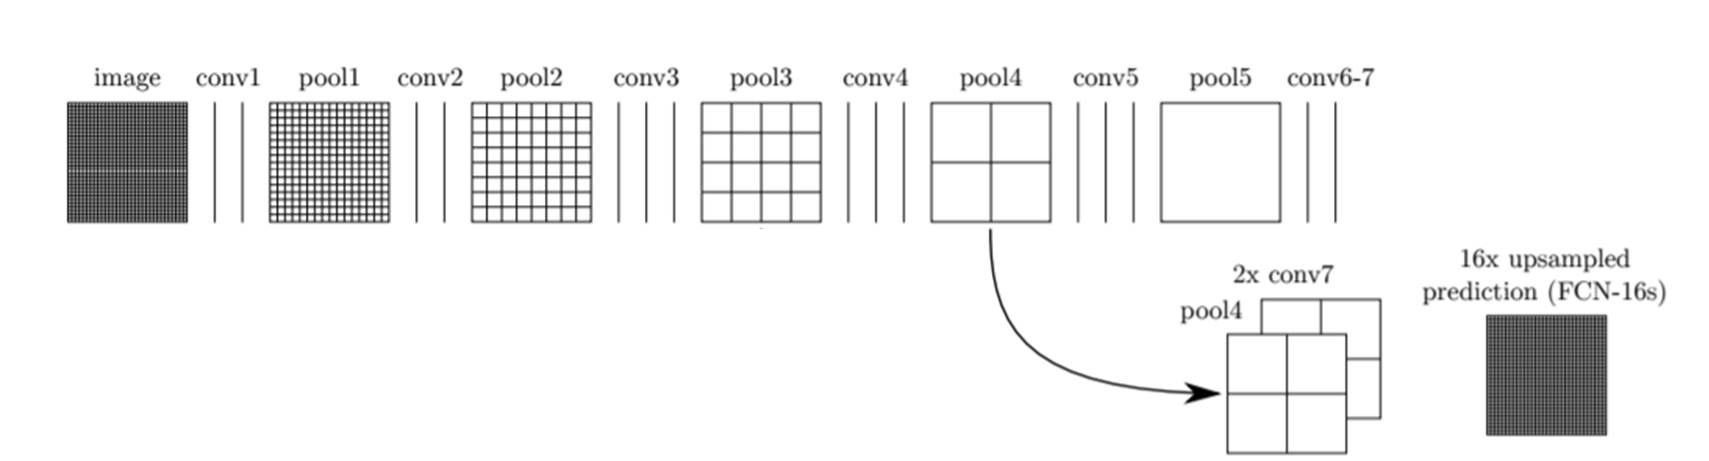 image conv1 pool1 conv2 pool2 conv3 pool3 conv4 pool4 conv5 pool5 conv6-7
2x conv7
pool4
16x upsampled
prediction (FCN-16s)